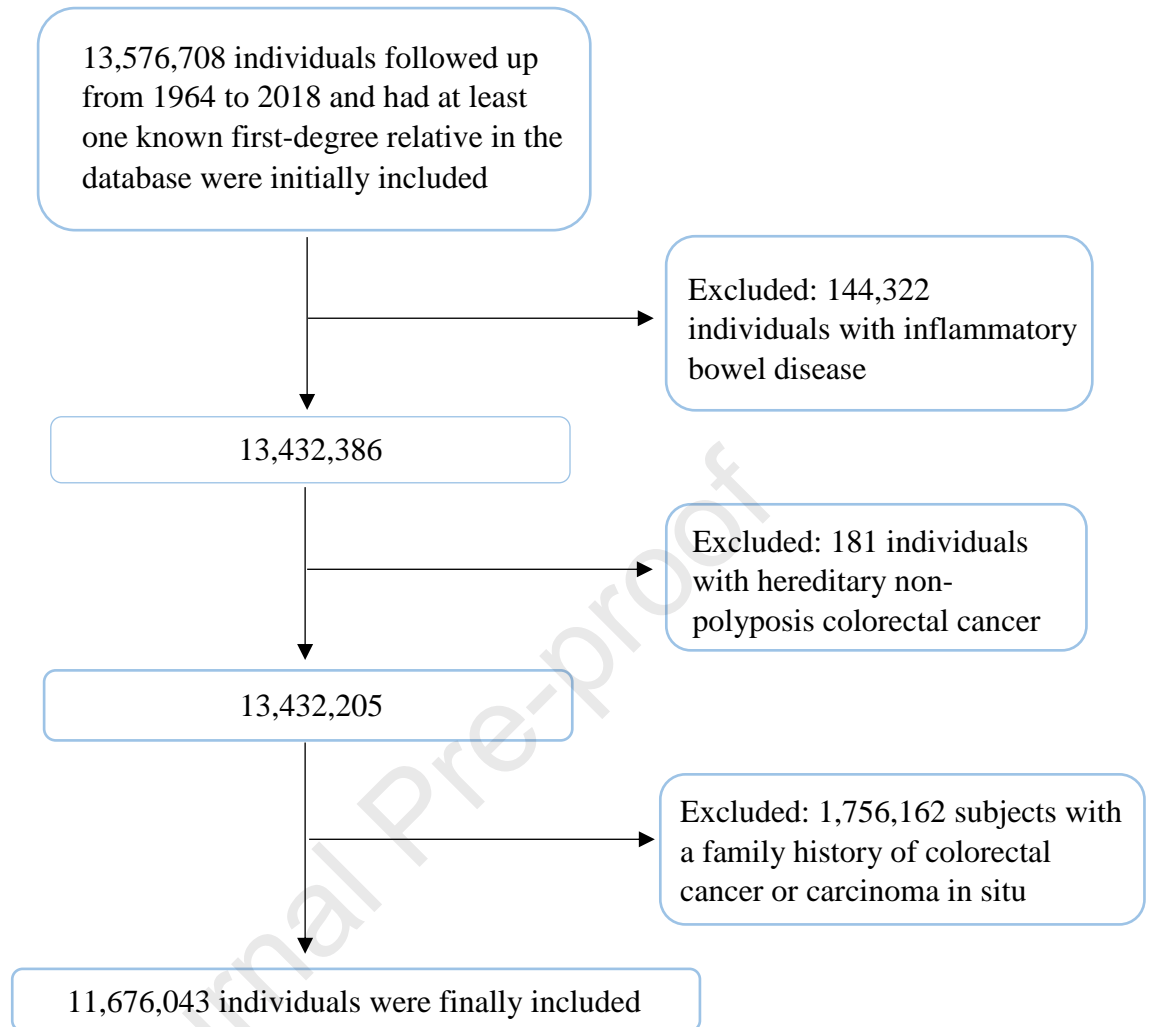 13,576,708 individuals followed up
from 1964 to 2018 and had at least
one known first-degree relative in the
database were initially included
Excluded: 144,322
individuals with inflammatory
bowel disease
13,432,386
Excluded: 181 individuals
with hereditary non-
polyposis colorectal cancer
13,432,205
Excluded: 1,756,162 subjects with
a family history of colorectal
cancer or carcinoma in situ
11,676,043 individuals were finally included
rnal Pre-proof